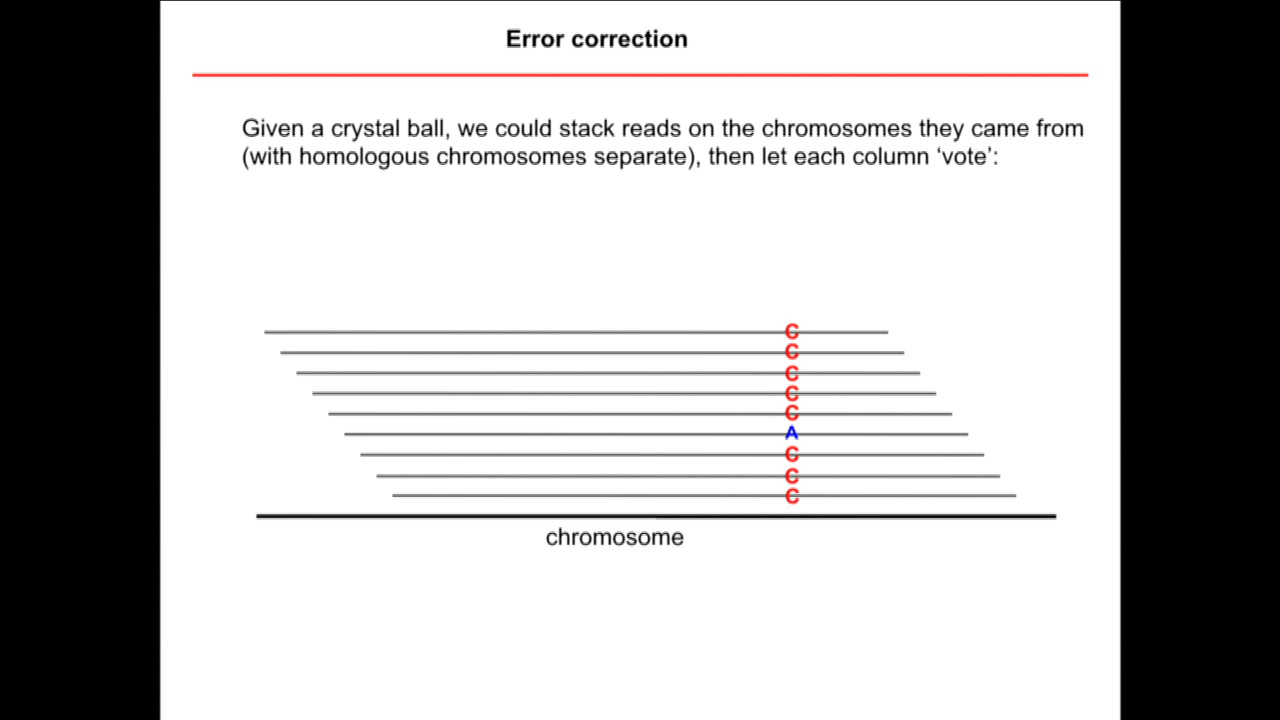 Error correction
Given a crystal ball, we could stack reads on the chromosomes they came from
(with homologous chromosomes separate), then let each column ‘vote’:
C
C
C
C
C
A
C
C
C
chromosome